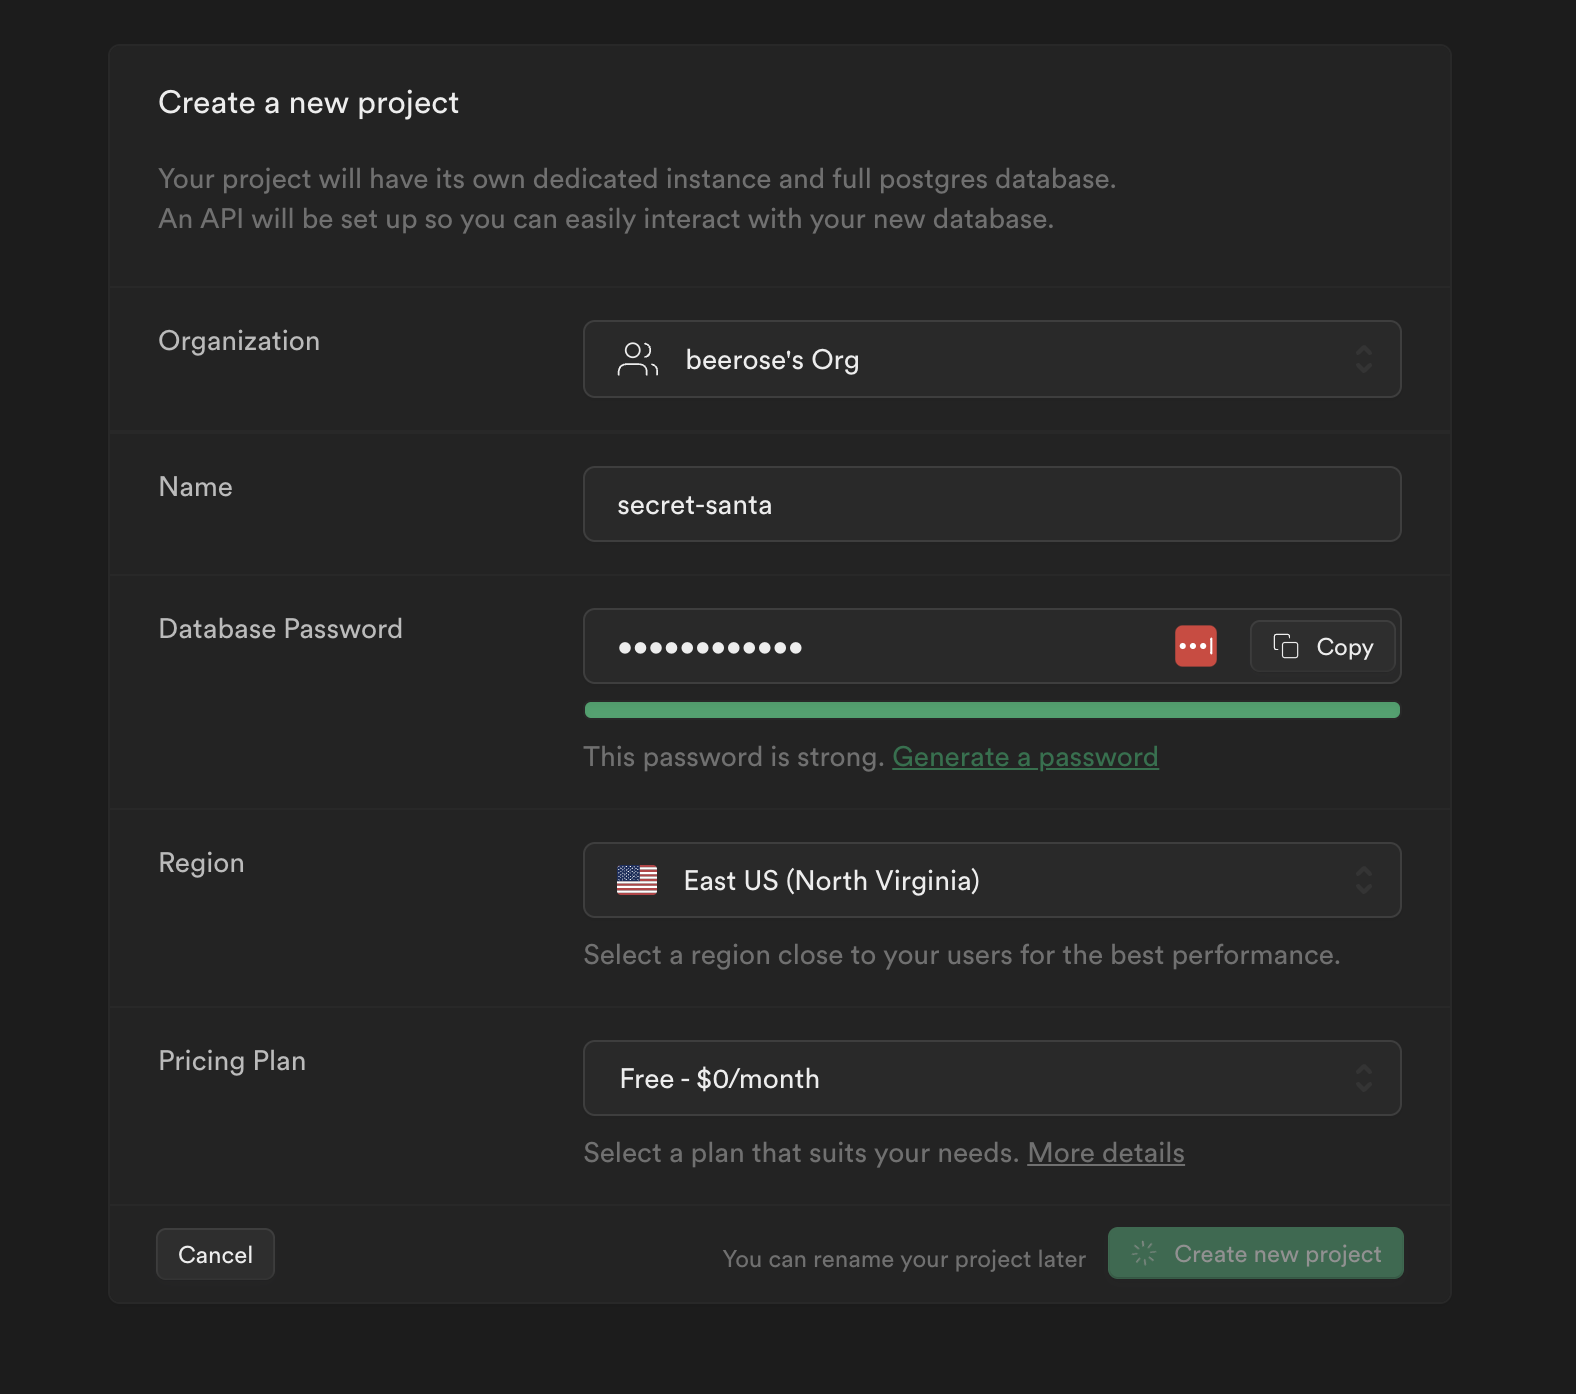 Create a new project
Your project will have its own dedicated instance and full postgres database.
An API will be set up so you can easily interact with your new database.
Organization
beerose's Org
Name
secret-santa
Database Password
••••••••••••
Copy
This password is strong. Generate a password
Region
East US (North Virginia)
Select a region close to your users for the best performance.
Pricing Plan
Free - $0/month
Select a plan that suits your needs. More details
Cancel
You can rename your project later
Create new project